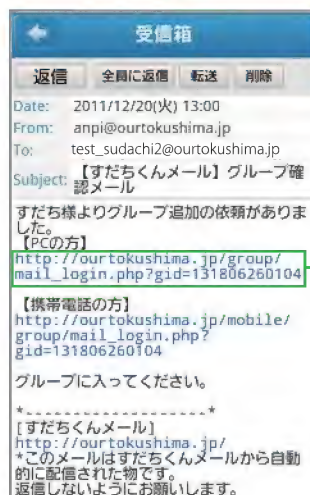 受信箱
返信 全員に返信 転送 削除
Date: 2011/12/20(火) 13:00
From: anpi@ourtokushima.jp
To: test_sudachi2@ourtokushima.jp
Subject: 【すだちくんメール】グループ確
認メール
すだち様よりグループ追加の依頼がありま
した。
【PCの方】
http://ourtokushima.jp/group/
mail_login.php?gid=131806260104
【携帯電話の方】
http://ourtokushima.jp/mobile/
group/mail_login.php?
gid=131806260104
グループに入ってください。
*-------------------*
[すだちくんメール]
http://ourtokushima.jp/
*このメールはすだちくんメールから自動
的に配信された物です。
返信しないようにお願いします。